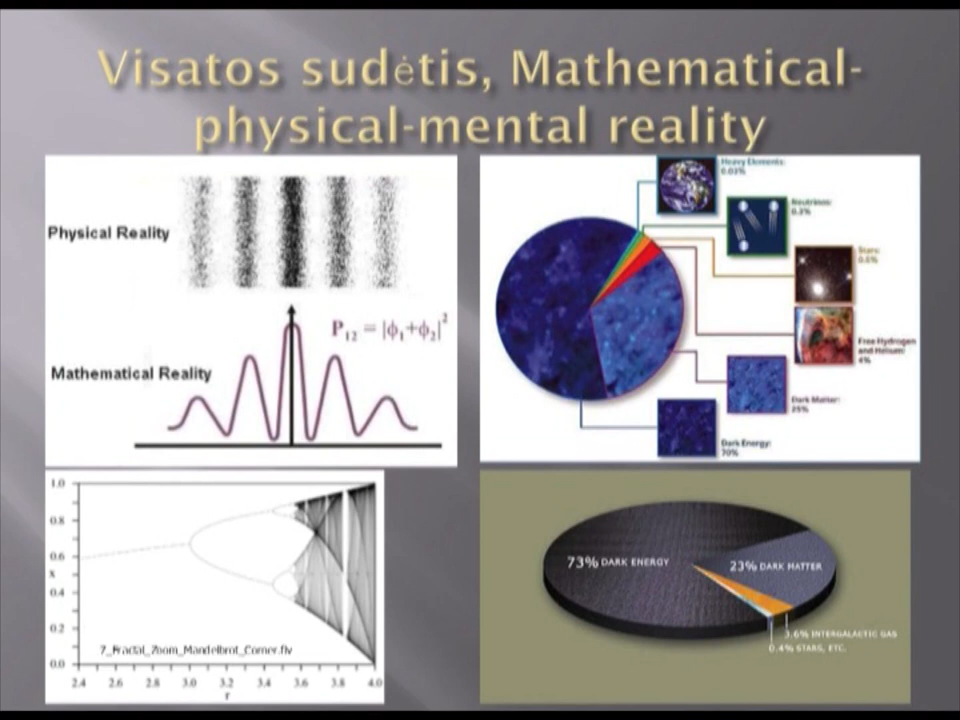 Visatos sudėtis, Mathematical-
physical-mental reality
Physical Reality
P₁₂ = |ϕ₁+ϕ₂|²
Mathematical Reality
Heavy Elements:
0.03%
Neutrinos:
0.3%
Stars:
0.5%
Free Hydrogen
and Helium:
4%
Dark Matter:
25%
Dark Energy:
70%
1.0
0.8
0.6
x
0.4
0.2
0.0
7_Fractal_Zoom_Mandelbrot_Corner.flv
2.4 2.6 2.8 3.0 3.2 3.4 3.6 3.8 4.0
r
73% DARK ENERGY
23% DARK MATTER
3.6% INTERGALACTIC GAS
0.4% STARS, ETC.